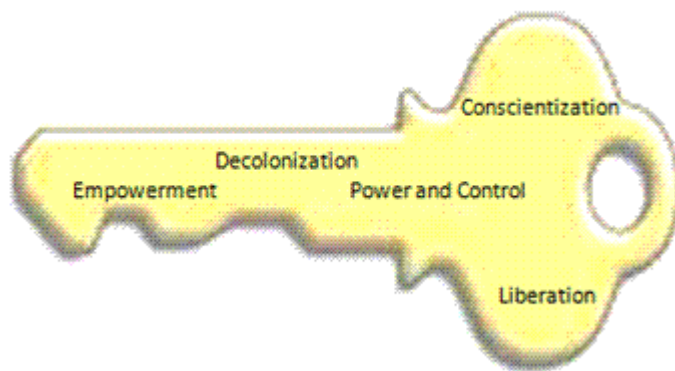 Conscientization
Decolonization
Empowerment
Power and Control
Liberation